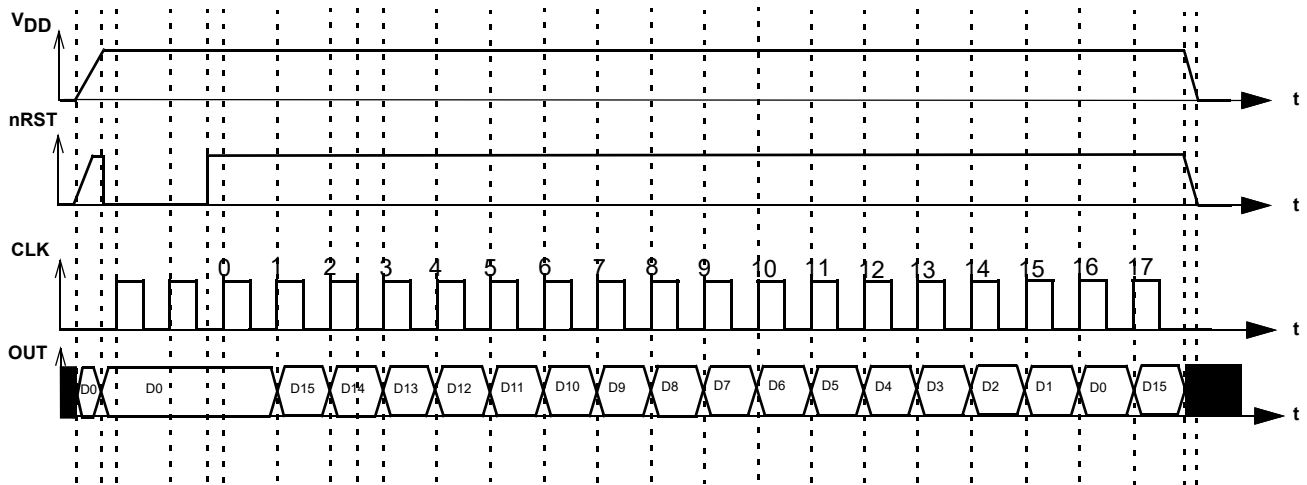 VDD
t
nRST
t
CLK
0 1 2 3 4 5 6 7 8 9 10 11 12 13 14 15 16 17
t
OUT
D0 D0 D15 D14 D13 D12 D11 D10 D9 D8 D7 D6 D5 D4 D3 D2 D1 D0 D15
t